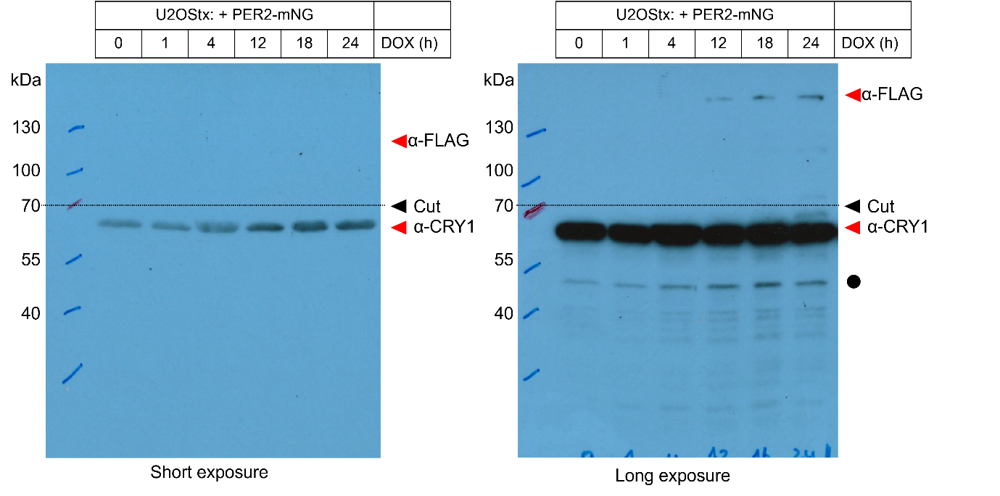 U2OStx: + PER2-mNG
0 1 4 12 18 24 DOX (h)
kDa
130
100
70
55
40
α-FLAG
Cut
α-CRY1
Short exposure
U2OStx: + PER2-mNG
0 1 4 12 18 24 DOX (h)
kDa
130
100
70
55
40
α-FLAG
Cut
α-CRY1
Long exposure